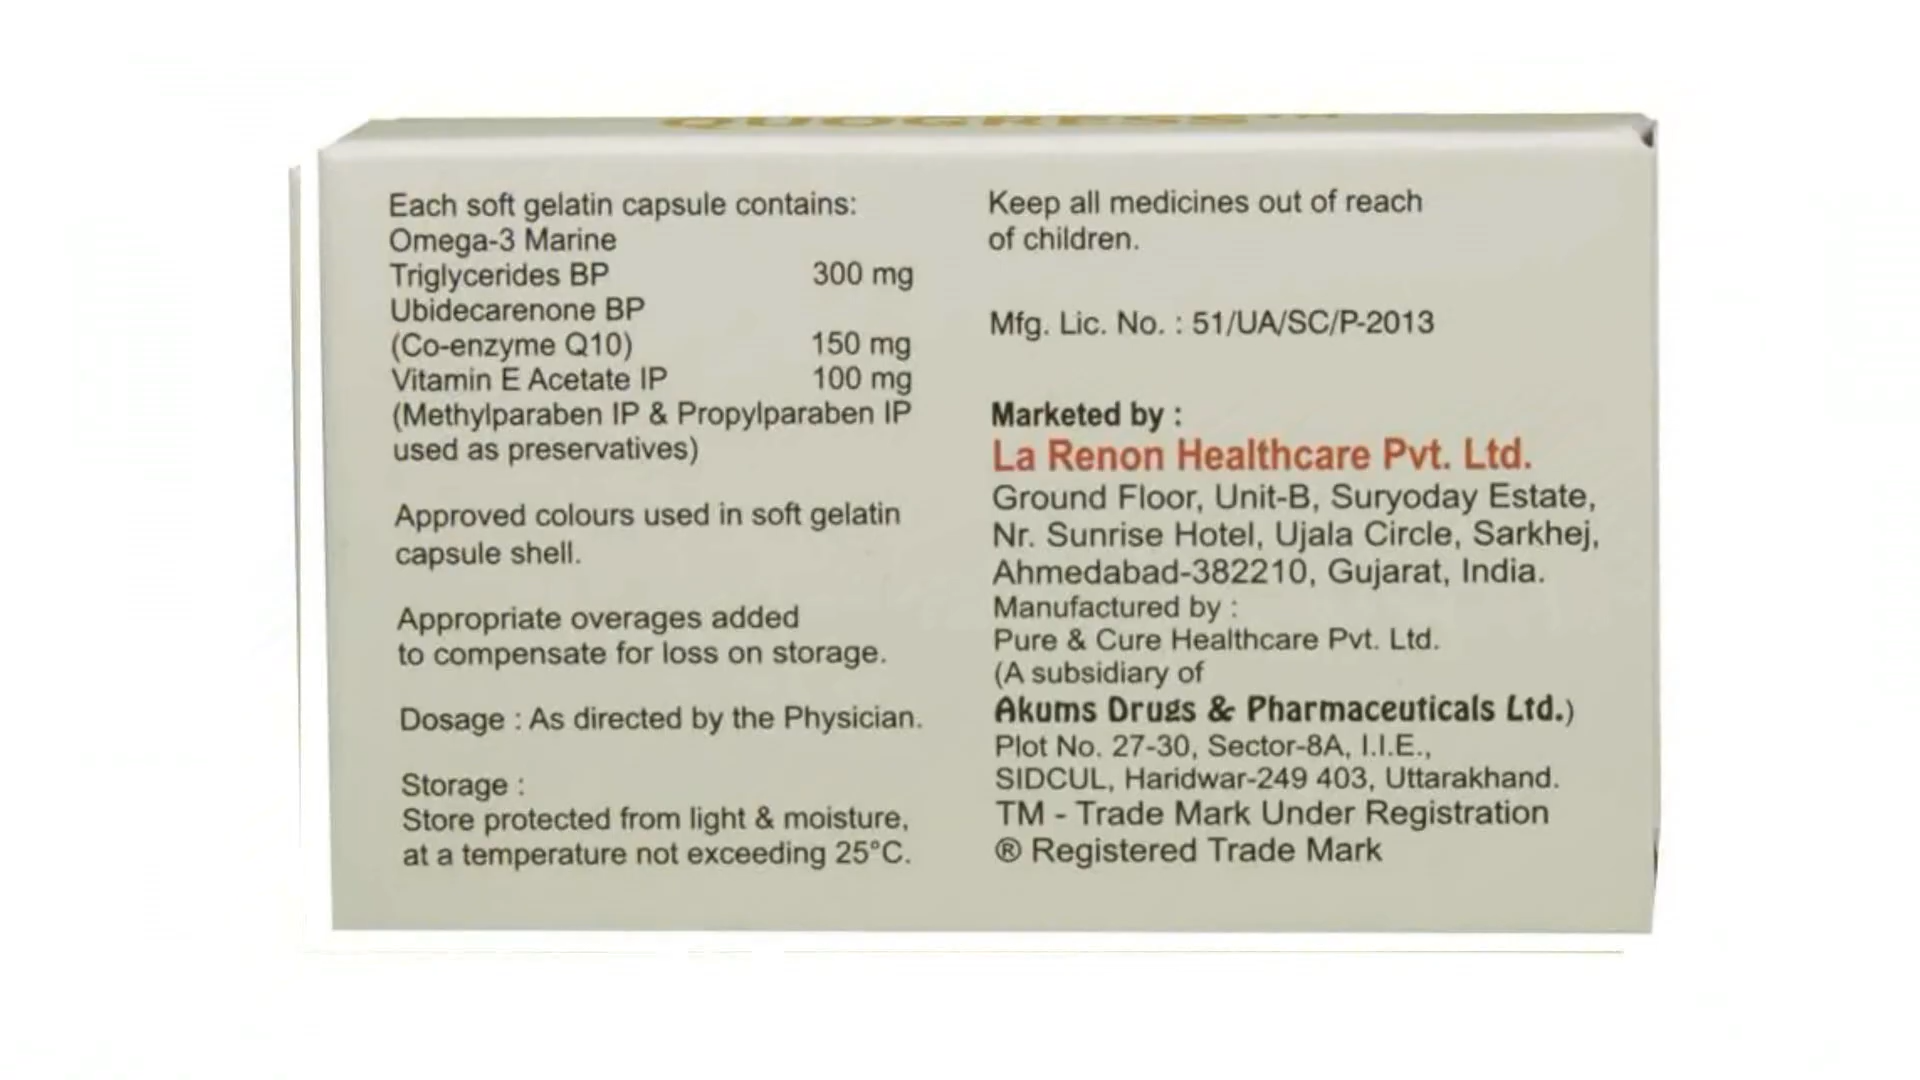 QUOGRESS™
Each soft gelatin capsule contains:
Omega-3 Marine
Triglycerides BP 300 mg
Ubidecarenone BP
(Co-enzyme Q10) 150 mg
Vitamin E Acetate IP 100 mg
(Methylparaben IP & Propylparaben IP
used as preservatives)
Approved colours used in soft gelatin
capsule shell.
Appropriate overages added
to compensate for loss on storage.
Dosage : As directed by the Physician.
Storage :
Store protected from light & moisture,
at a temperature not exceeding 25°C.
Keep all medicines out of reach
of children.
Mfg. Lic. No. : 51/UA/SC/P-2013
Marketed by :
La Renon Healthcare Pvt. Ltd.
Ground Floor, Unit-B, Suryoday Estate,
Nr. Sunrise Hotel, Ujala Circle, Sarkhej,
Ahmedabad-382210, Gujarat, India.
Manufactured by :
Pure & Cure Healthcare Pvt. Ltd.
(A subsidiary of
Akums Drugs & Pharmaceuticals Ltd.)
Plot No. 27-30, Sector-8A, I.I.E.,
SIDCUL, Haridwar-249 403, Uttarakhand.
TM - Trade Mark Under Registration
® Registered Trade Mark